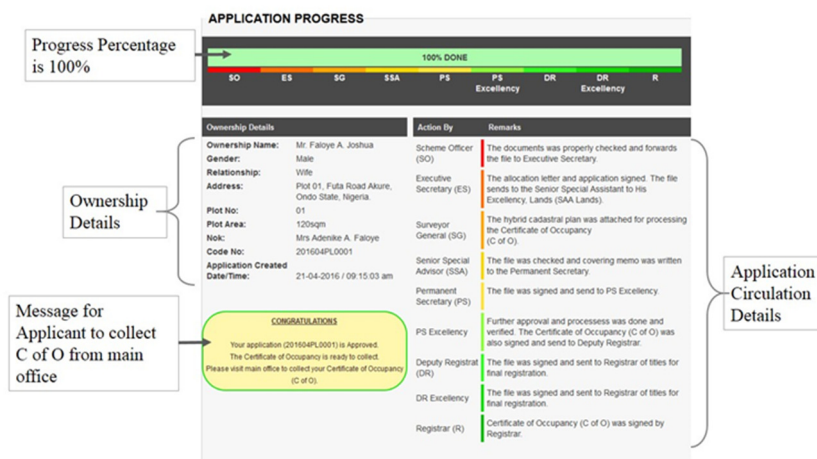 APPLICATION PROGRESS
Progress Percentage
is 100%
100% DONE
SO ES SG SSA PS PS DR DR R
Excellency Excellency
Ownership Details
Ownership Name: Mr. Faloye A. Joshua
Gender: Male
Relationship: Wife
Address: Plot 01, Futa Road Akure,
Ondo State, Nigeria.
Plot No: 01
Plot Area: 120sqm
Nok: Mrs Adenike A. Faloye
Code No: 201604PL0001
Application Created
Date/Time: 21-04-2016 / 09:15:03 am
Ownership
Details
Message for
Applicant to collect
C of O from main
office
CONGRATULATIONS
Your application (201604PL0001) is Approved.
The Certificate of Occupancy is ready to collect.
Please visit main office to collect your Certificate of Occupancy
(C of O).
Action By Remarks
Scheme Officer The documents was properly checked and forwards
(SO) the file to Executive Secretary.
Executive The allocation letter and application signed. The file
Secretary (ES) sends to the Senior Special Assistant to His
Excellency, Lands (SAA Lands).
Surveyor The hybrid cadastral plan was attached for processing
General (SG) the Certificate of Occupancy
(C of O).
Senior Special The file was checked and covering memo was written
Advisor (SSA) to the Permanent Secretary.
Permanent
Secretary (PS) The file was signed and send to PS Excellency.
Further approval and processess was done and
PS Excellency verified. The Certificate of Occupancy (C of O) was
also signed and send to Deputy Registrar.
Deputy Registrat The file was signed and sent to Registrar of titles for
(DR) final registration.
DR Excellency The file was signed and sent to Registrar of titles for
final registration.
Registrar (R) Certificate of Occupancy (C of O) was signed by
Registrar.
Application
Circulation
Details